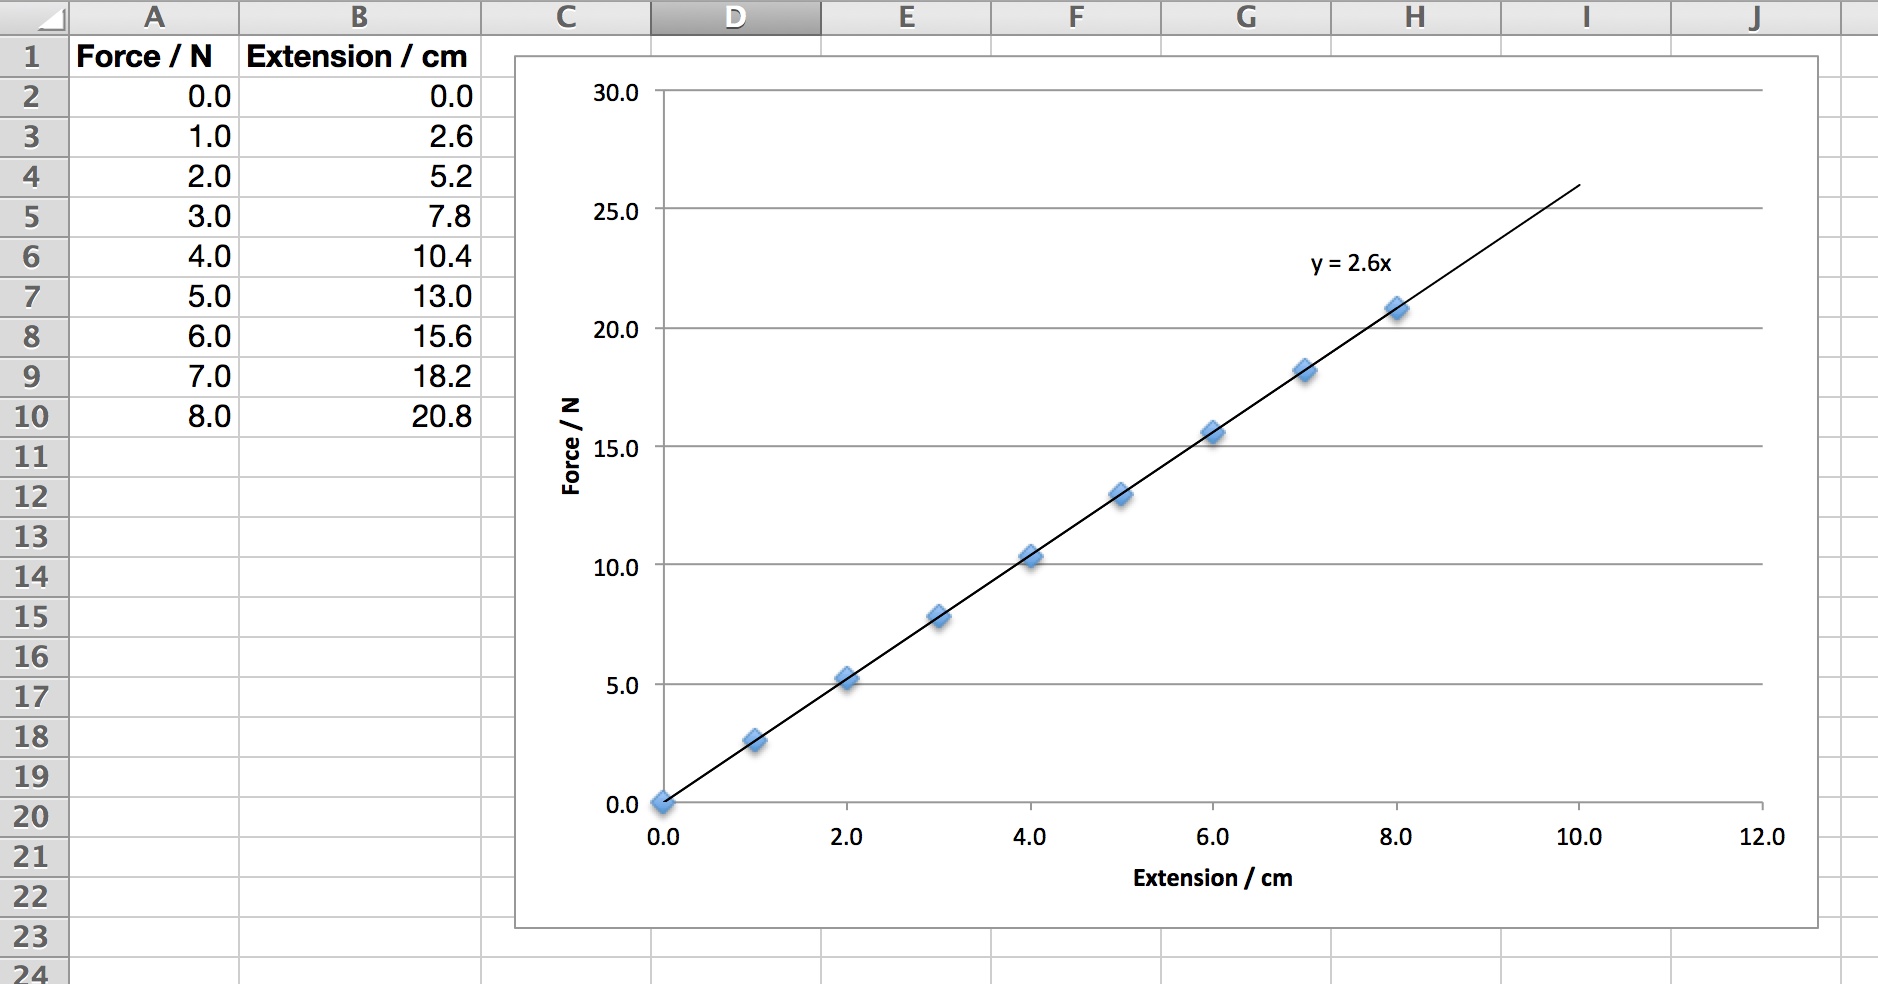 A B C D E F G H I J
1 Force / N Extension / cm
2 0.0 0.0
3 1.0 2.6
4 2.0 5.2
5 3.0 7.8
6 4.0 10.4
7 5.0 13.0
8 6.0 15.6
9 7.0 18.2
10 8.0 20.8
11
12
13
14
15
16
17
18
19
20
21
22
23
24
30.0
25.0
20.0
15.0
10.0
5.0
0.0
Force / N
y = 2.6x
0.0 2.0 4.0 6.0 8.0 10.0 12.0
Extension / cm